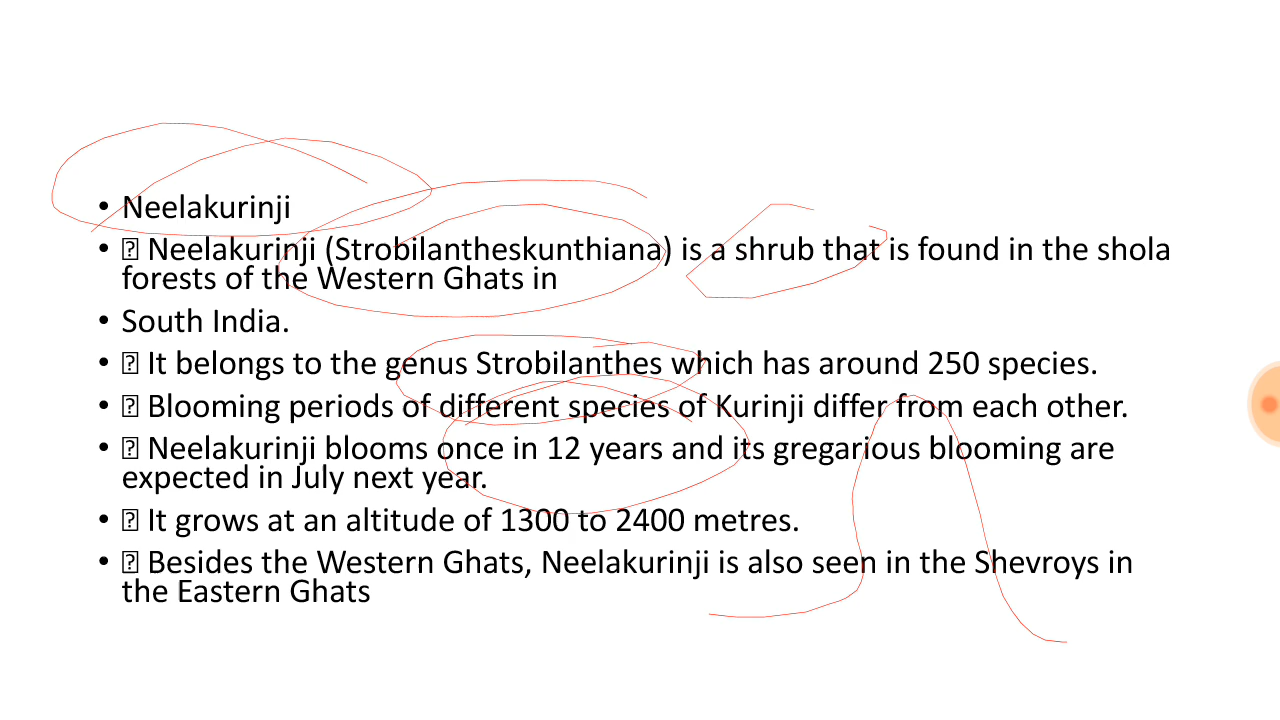 • Neelakurinji
• Neelakurinji (Strobilantheskunthiana) is a shrub that is found in the shola
forests of the Western Ghats in
• South India.
• It belongs to the genus Strobilanthes which has around 250 species.
• Blooming periods of different species of Kurinji differ from each other.
• Neelakurinji blooms once in 12 years and its gregarious blooming are
expected in July next year.
• It grows at an altitude of 1300 to 2400 metres.
• Besides the Western Ghats, Neelakurinji is also seen in the Shevroys in
the Eastern Ghats